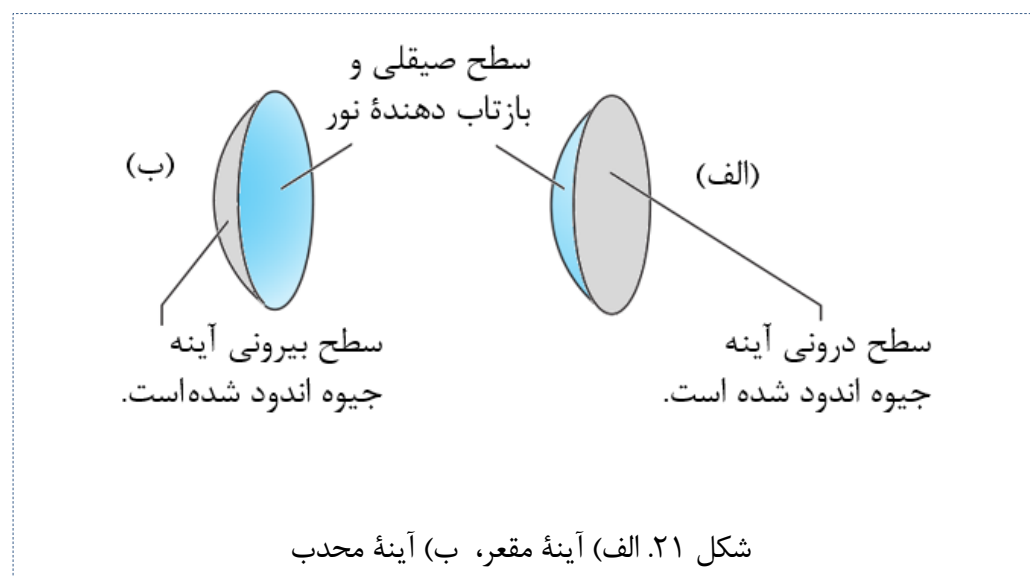 سطح صیقلی و
بازتاب دهندهٔ نور
(الف)
(ب)
سطح درونی آینه
جیوه اندود شده است.
سطح بیرونی آینه
جیوه اندود شده‌است.
شکل ۲۱. الف) آینهٔ مقعر، ب) آینهٔ محدب